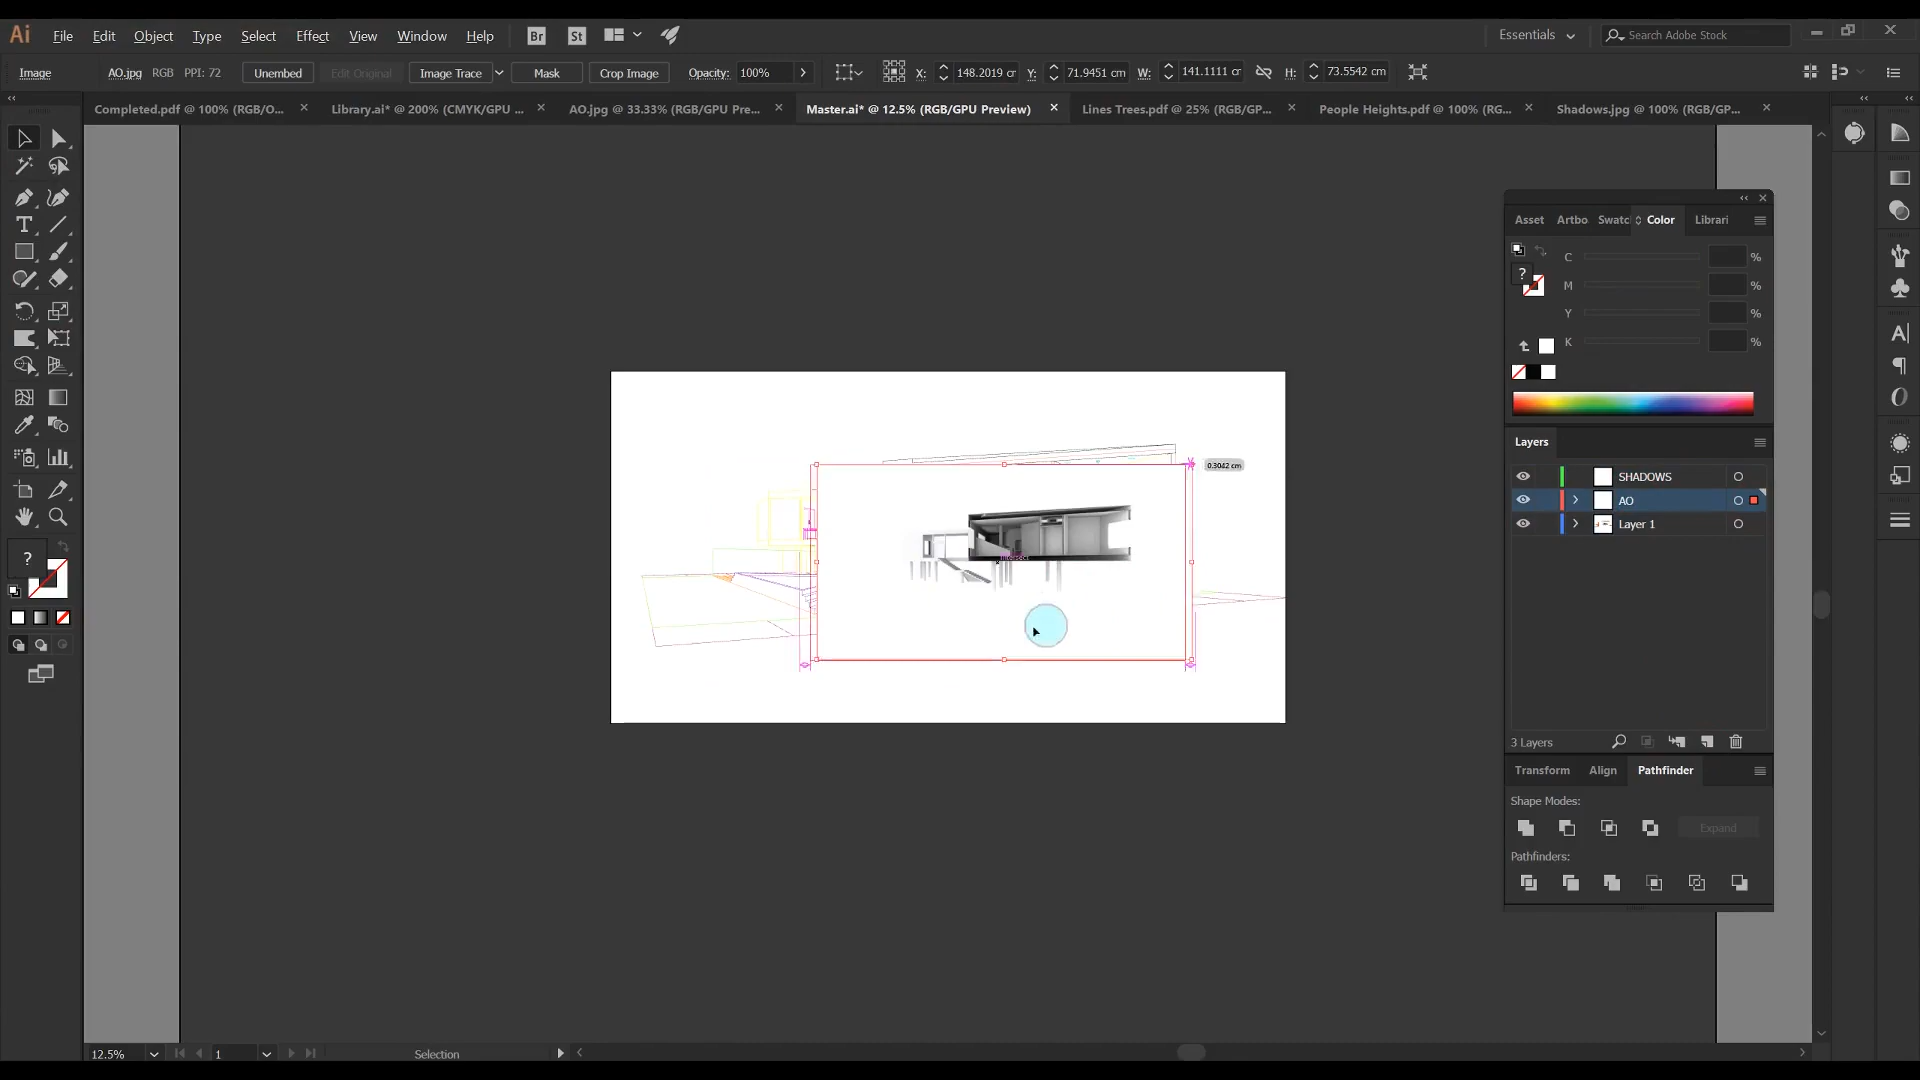 Ai File Edit Object Type Select Effect View Window Help Br St Essentials Search Adobe Stock
Image AO.jpg RGB PPI: 72 Unembed Edit Original Image Trace Mask Crop Image Opacity: 100% X: 148.2019 cr Y: 71.9451 cm W: 141.1111 cr H: 73.5542 cm
Completed.pdf @ 100% (RGB/O... Library.ai* @ 200% (CMYK/GPU ... AO.jpg @ 33.33% (RGB/GPU Pre... Master.ai* @ 12.5% (RGB/GPU Preview) Lines Trees.pdf @ 25% (RGB/GP... People Heights.pdf @ 100% (RG... Shadows.jpg @ 100% (RGB/GP...
Asset Artbo Swatc Color Librari
C %
M %
Y %
K %
?
Layers
0.3042 cm
SHADOWS
AO
Layer 1
intersect
?
3 Layers
Transform Align Pathfinder
Shape Modes:
Expand
Pathfinders:
12.5% 1 Selection